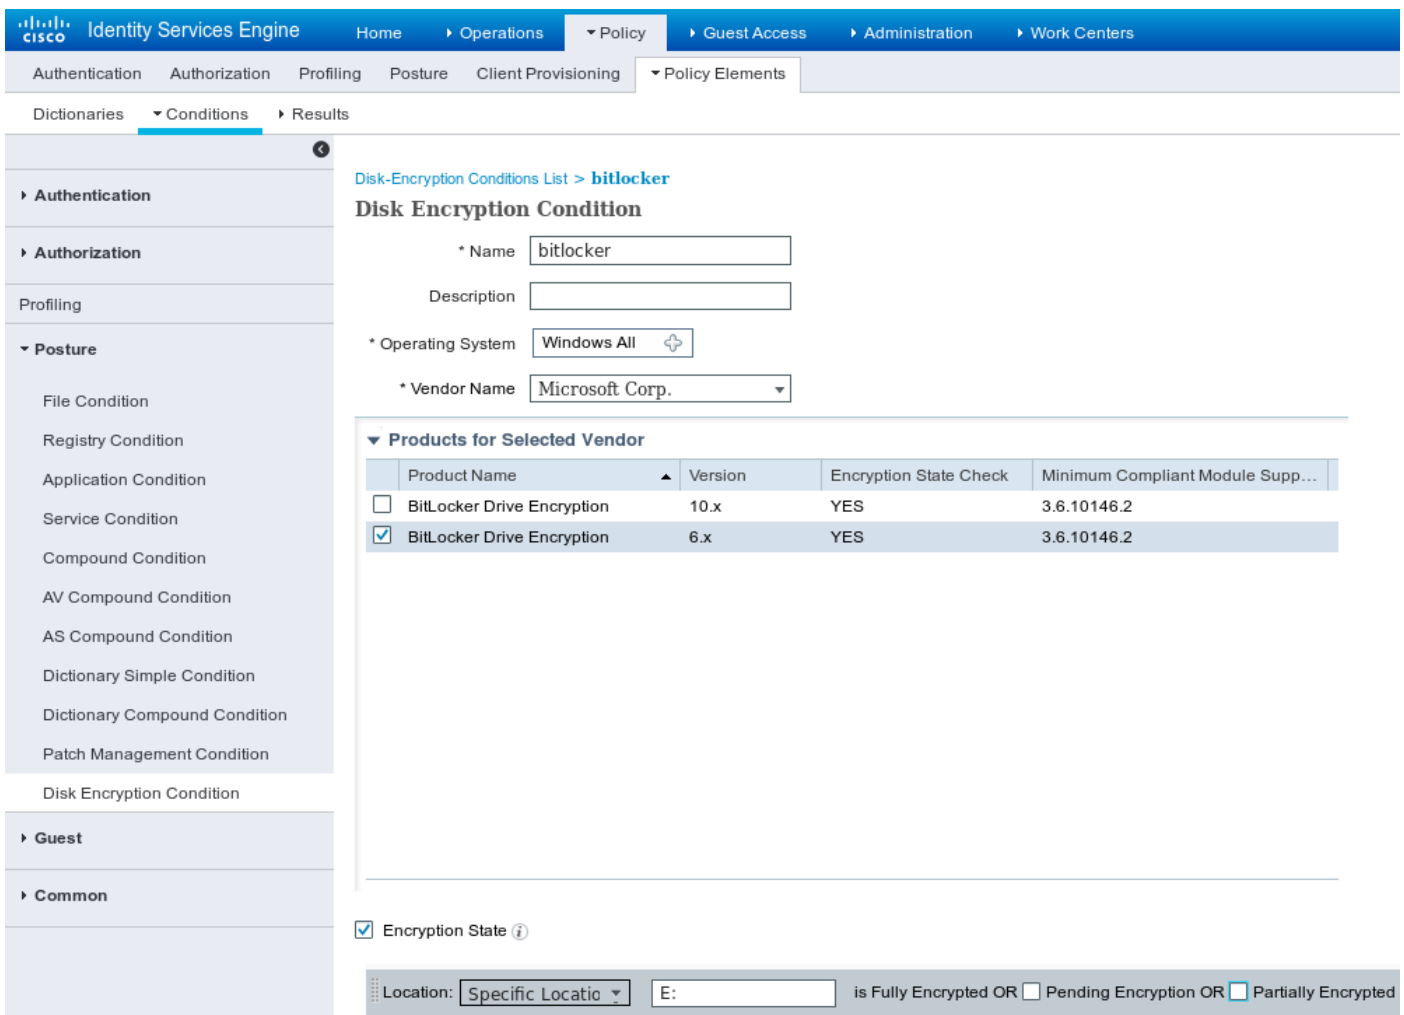 CISCO Identity Services Engine Home Operations Policy Guest Access Administration Work Centers
Authentication Authorization Profiling Posture Client Provisioning Policy Elements
Dictionaries Conditions Results
Authentication
Authorization
Profiling
Posture
File Condition
Registry Condition
Application Condition
Service Condition
Compound Condition
AV Compound Condition
AS Compound Condition
Dictionary Simple Condition
Dictionary Compound Condition
Patch Management Condition
Disk Encryption Condition
Guest
Common
Disk-Encryption Conditions List > bitlocker
Disk Encryption Condition
* Name bitlocker
Description
* Operating System Windows All
* Vendor Name Microsoft Corp.
Products for Selected Vendor
Product Name Version Encryption State Check Minimum Compliant Module Supp...
BitLocker Drive Encryption 10.x YES 3.6.10146.2
BitLocker Drive Encryption 6.x YES 3.6.10146.2
Encryption State i
Location: Specific Locatio E: is Fully Encrypted OR Pending Encryption OR Partially Encrypted